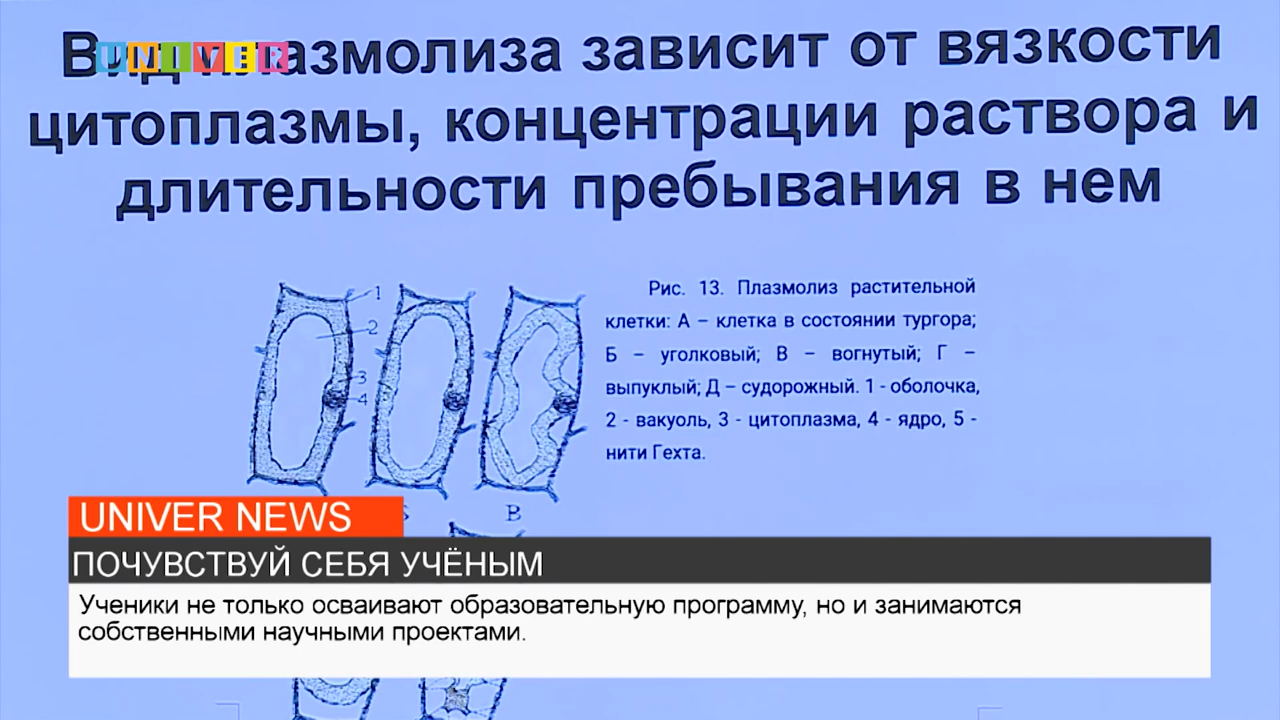 UNIVER
Вид плазмолиза зависит от вязкости
цитоплазмы, концентрации раствора и
длительности пребывания в нем
Рис. 13. Плазмолиз растительной
клетки: А – клетка в состоянии тургора;
Б – уголковый; В – вогнутый; Г –
выпуклый; Д – судорожный. 1 - оболочка,
2 - вакуоль, 3 - цитоплазма, 4 - ядро, 5 -
нити Гехта.
1
2
3
4
В
UNIVER NEWS
ПОЧУВСТВУЙ СЕБЯ УЧЁНЫМ
Ученики не только осваивают образовательную программу, но и занимаются
собственными научными проектами.